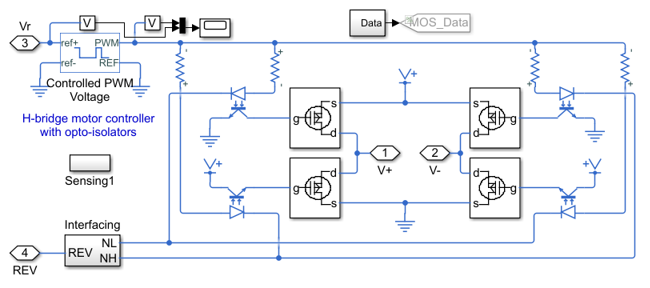 Vr
3
V
V
Data
MOS_Data
ref+
PWM
ref-
REF
Controlled PWM
Voltage
+
-
-
+
V +
-
+
+
-
H-bridge motor controller
with opto-isolators
g
s
d
s
d
g
Sensing1
V +
1
V+
2
V-
V +
g
d
s
d
s
g
Interfacing
REV
NL
NH
4
REV